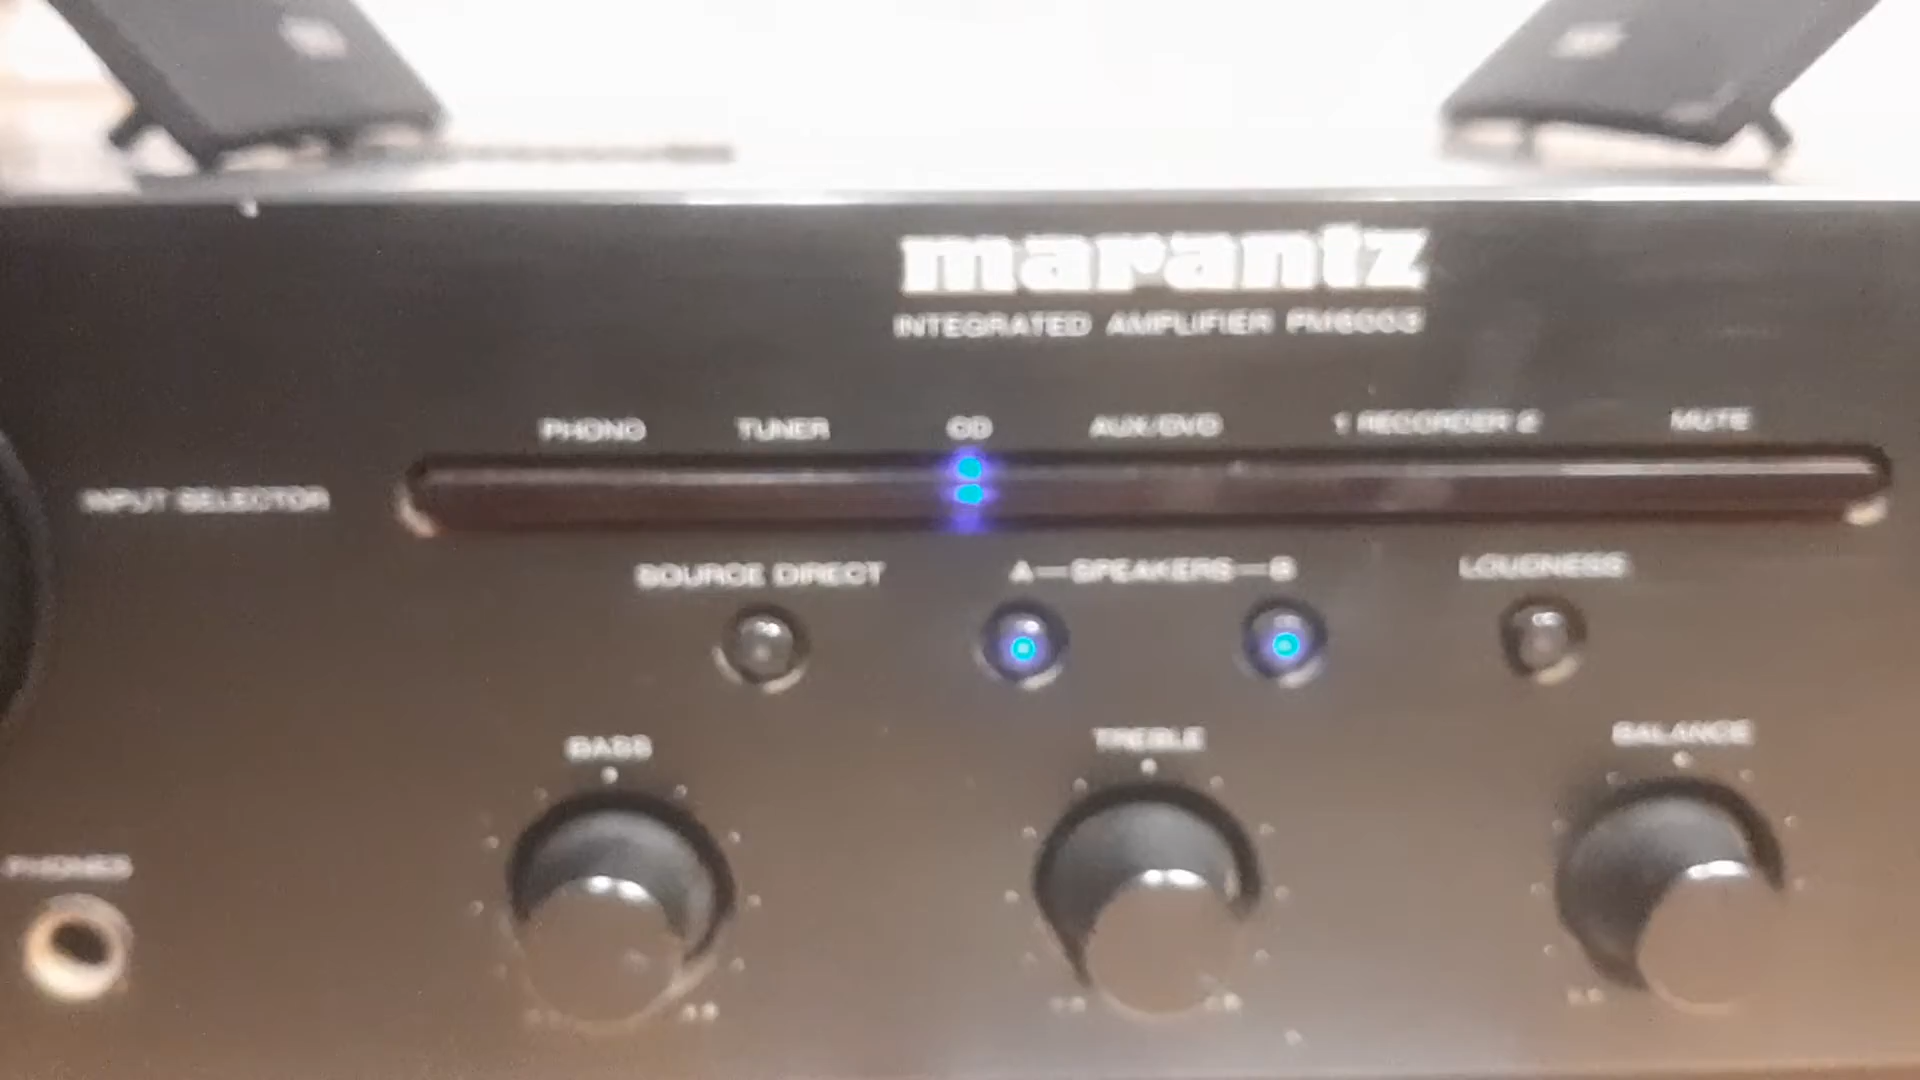 marantz
INTEGRATED AMPLIFIER PM6003
PHONO TUNER CD AUX/DVD 1 RECORDER 2 MUTE
INPUT SELECTOR
SOURCE DIRECT A—SPEAKERS—B LOUDNESS
BASS TREBLE BALANCE
PHONES